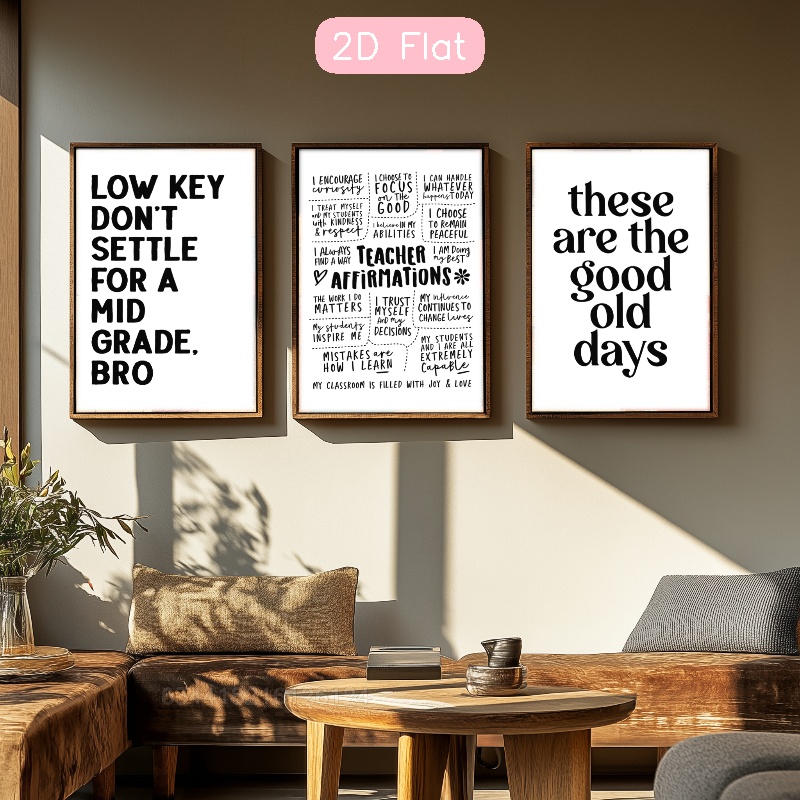 2D Flat
LOW KEY
DON'T
SETTLE
FOR A
MID
GRADE,
BRO
I ENCOURAGE
curiosity
I CHOOSE TO
FOCUS
on THE
GOOD
I CAN HANDLE
WHATEVER
happens TODAY
I TREAT MYSELF
and MY STUDENTS
with KINDNESS
& respect
I believe IN MY
ABILITIES
I CHOOSE
TO REMAIN
PEACEFUL
I ALWAYS
FIND A WAY
TEACHER
AFFIRMATIONS
I AM DOING
my BEST
THE WORK I DO
MATTERS
I TRUST
MYSELF
AND my
DECISIONS
MY influence
CONTINUES TO
CHANGE lives
My students
INSPIRE ME
MY STUDENTS
AND I ARE ALL
EXTREMELY
Capable
MISTAKES are
HOW I LEARN
MY CLASSROOM IS FILLED WITH JOY & LOVE
these
are the
good
old
days